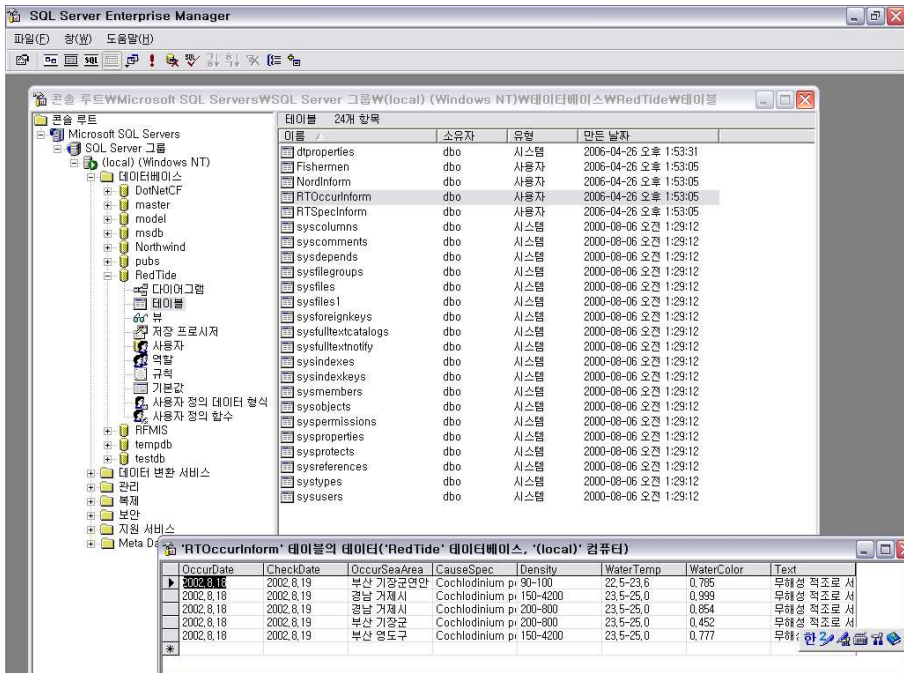 SQL Server Enterprise Manager
파일(F) 창(W) 도움말(H)
콘솔 루트₩Microsoft SQL Servers₩SQL Server 그룹₩(local) (Windows NT)₩데이터베이스₩RedTide₩테이블
콘솔 루트
Microsoft SQL Servers
SQL Server 그룹
(local) (Windows NT)
데이터베이스
DotNetCF
master
model
msdb
Northwind
pubs
RedTide
다이어그램
테이블
뷰
저장 프로시저
사용자
역할
규칙
기본값
사용자 정의 데이터 형식
사용자 정의 함수
RFMIS
tempdb
testdb
데이터 변환 서비스
관리
복제
보안
지원 서비스
Meta Da
테이블 24개 항목
이름 소유자 유형 만든 날짜
dtproperties dbo 시스템 2006-04-26 오후 1:53:31
Fishermen dbo 사용자 2006-04-26 오후 1:53:05
NordInform dbo 사용자 2006-04-26 오후 1:53:05
RTOccurInform dbo 사용자 2006-04-26 오후 1:53:05
RTSpecInform dbo 사용자 2006-04-26 오후 1:53:05
syscolumns dbo 시스템 2000-08-06 오전 1:29:12
syscomments dbo 시스템 2000-08-06 오전 1:29:12
sysdepends dbo 시스템 2000-08-06 오전 1:29:12
sysfilegroups dbo 시스템 2000-08-06 오전 1:29:12
sysfiles dbo 시스템 2000-08-06 오전 1:29:12
sysfiles1 dbo 시스템 2000-08-06 오전 1:29:12
sysforeignkeys dbo 시스템 2000-08-06 오전 1:29:12
sysfulltextcatalogs dbo 시스템 2000-08-06 오전 1:29:12
sysfulltextnotify dbo 시스템 2000-08-06 오전 1:29:12
sysindexes dbo 시스템 2000-08-06 오전 1:29:12
sysindexkeys dbo 시스템 2000-08-06 오전 1:29:12
sysmembers dbo 시스템 2000-08-06 오전 1:29:12
sysobjects dbo 시스템 2000-08-06 오전 1:29:12
syspermissions dbo 시스템 2000-08-06 오전 1:29:12
sysproperties dbo 시스템 2000-08-06 오전 1:29:12
sysprotects dbo 시스템 2000-08-06 오전 1:29:12
sysreferences dbo 시스템 2000-08-06 오전 1:29:12
systypes dbo 시스템 2000-08-06 오전 1:29:12
sysusers dbo 시스템 2000-08-06 오전 1:29:12
'RTOccurInform' 테이블의 데이터('RedTide' 데이터베이스, '(local)' 컴퓨터)
OccurDate CheckDate OccurSeaArea CauseSpec Density WaterTemp WaterColor Text
2002.8.18 2002.8.19 부산 기장군연안 Cochlodinium p 90-100 22.5-23.6 0.785 무해성 적조로 서
2002.8.18 2002.8.19 경남 거제시 Cochlodinium p 150-4200 23.5-25.0 0.999 무해성 적조로 서
2002.8.18 2002.8.19 경남 거제시 Cochlodinium p 200-800 23.5-25.0 0.854 무해성 적조로 서
2002.8.18 2002.8.19 부산 기장군 Cochlodinium p 200-800 23.5-25.0 0.452 무해성 적조로 서
2002.8.18 2002.8.19 부산 영도구 Cochlodinium p 150-4200 23.5-25.0 0.777 무해성
한